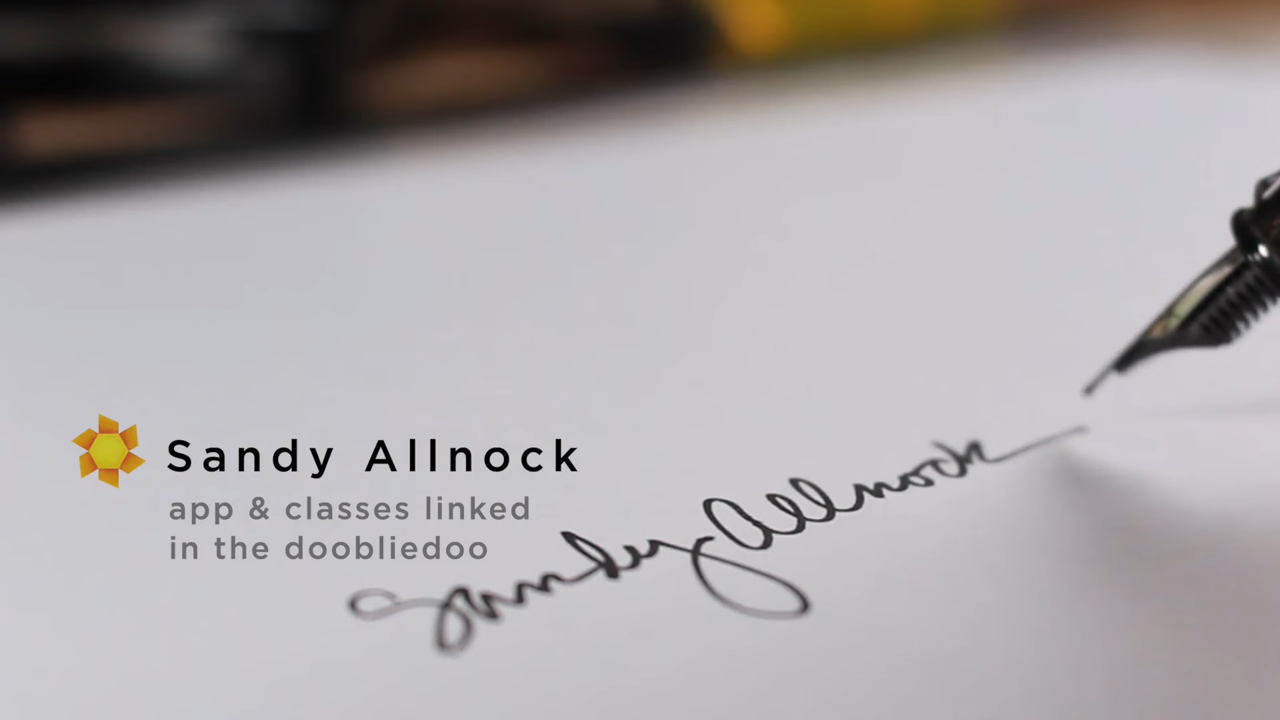 Sandy Allnock
app & classes linked
in the doobliedoo
Sandy Allnock